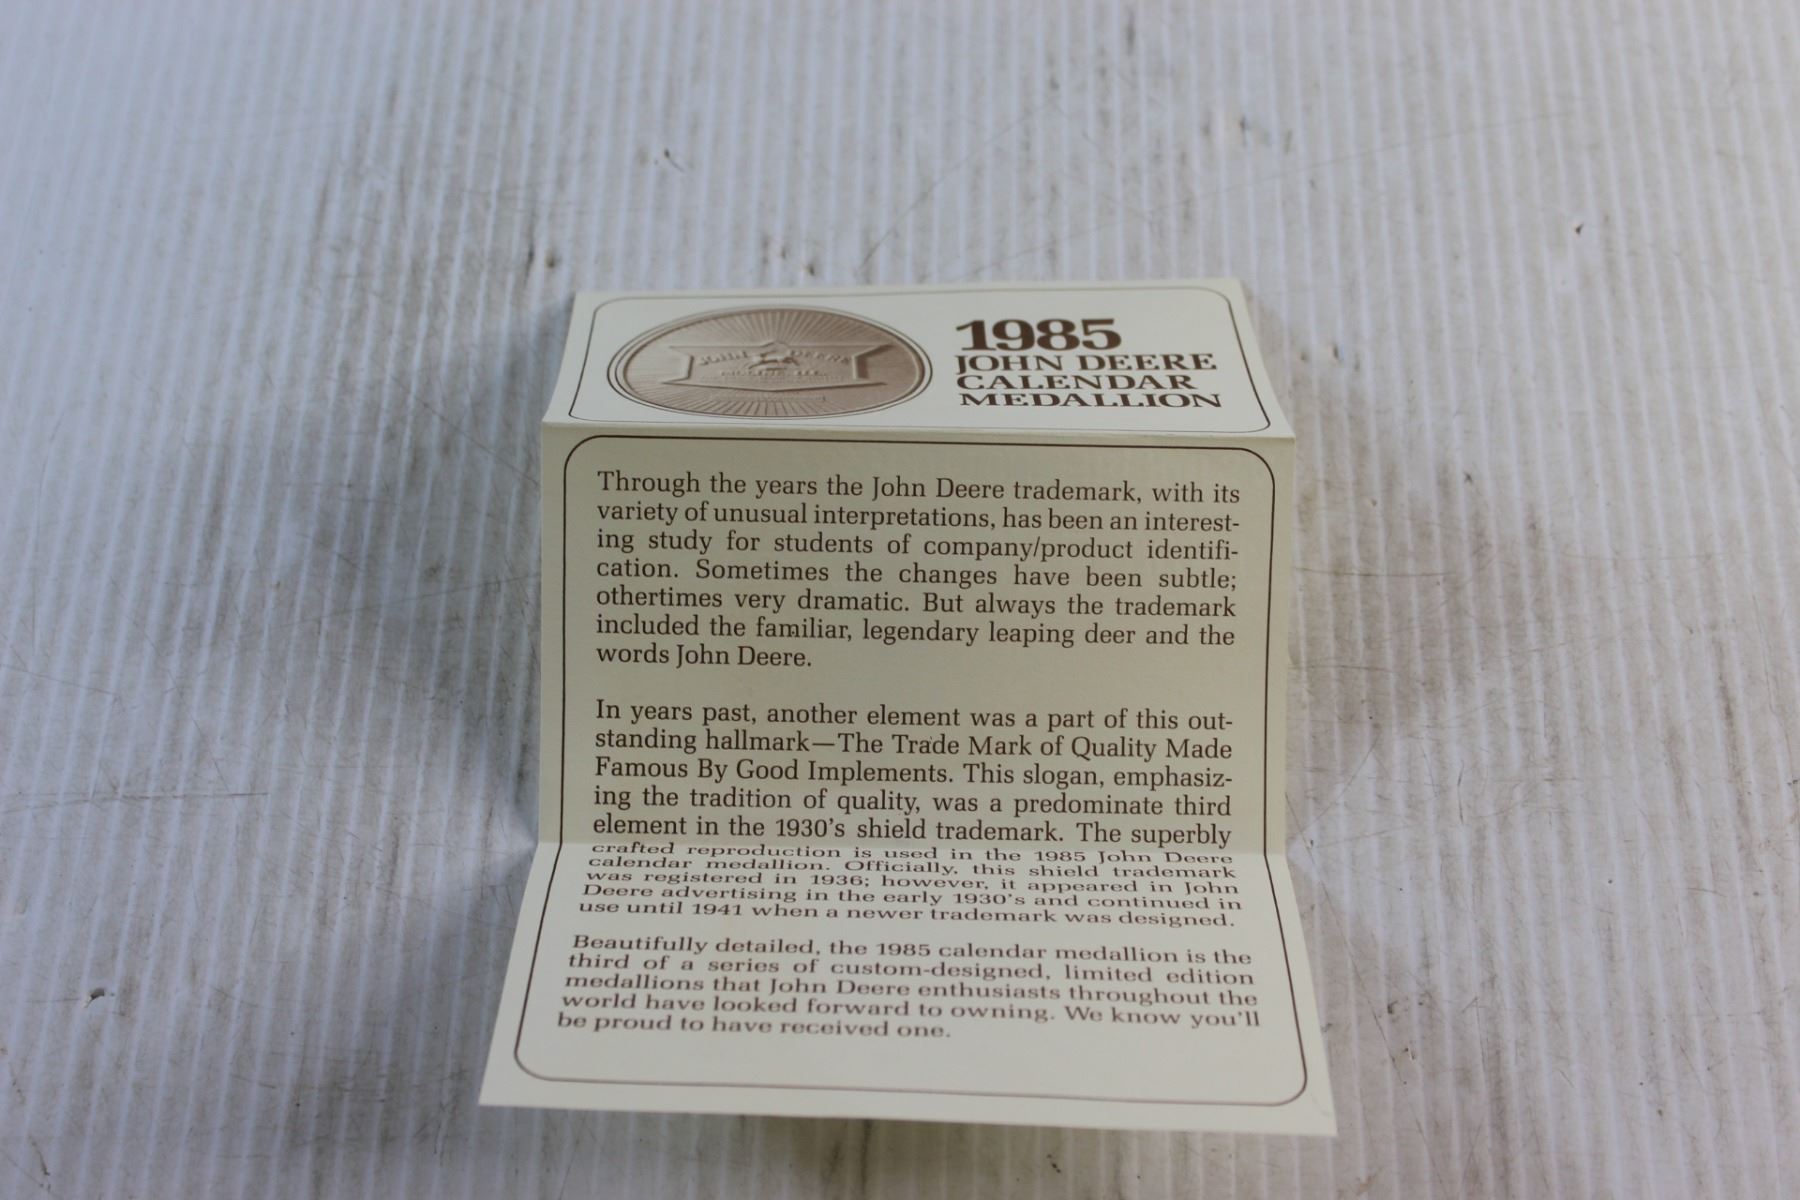 JOHN DEERE
1985
JOHN DEERE
CALENDAR
MEDALLION
Through the years the John Deere trademark, with its
variety of unusual interpretations, has been an interest-
ing study for students of company/product identifi-
cation. Sometimes the changes have been subtle;
othertimes very dramatic. But always the trademark
included the familiar, legendary leaping deer and the
words John Deere.
In years past, another element was a part of this out-
standing hallmark—The Trade Mark of Quality Made
Famous By Good Implements. This slogan, emphasiz-
ing the tradition of quality, was a predominate third
element in the 1930's shield trademark. The superbly
crafted reproduction is used in the 1985 John Deere
calendar medallion. Officially, this shield trademark
was registered in 1936; however, it appeared in John
Deere advertising in the early 1930's and continued in
use until 1941 when a newer trademark was designed.
Beautifully detailed, the 1985 calendar medallion is the
third of a series of custom-designed, limited edition
medallions that John Deere enthusiasts throughout the
world have looked forward to owning. We know you'll
be proud to have received one.